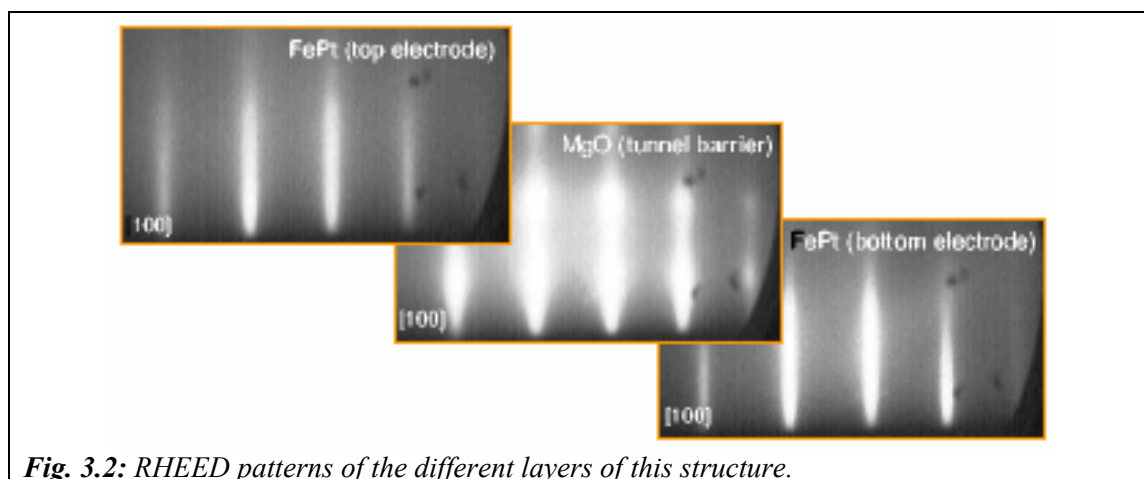 FePt (top electrode)
[100]
MgO (tunnel barrier)
[100]
FePt (bottom electrode)
[100]
Fig. 3.2: RHEED patterns of the different layers of this structure.